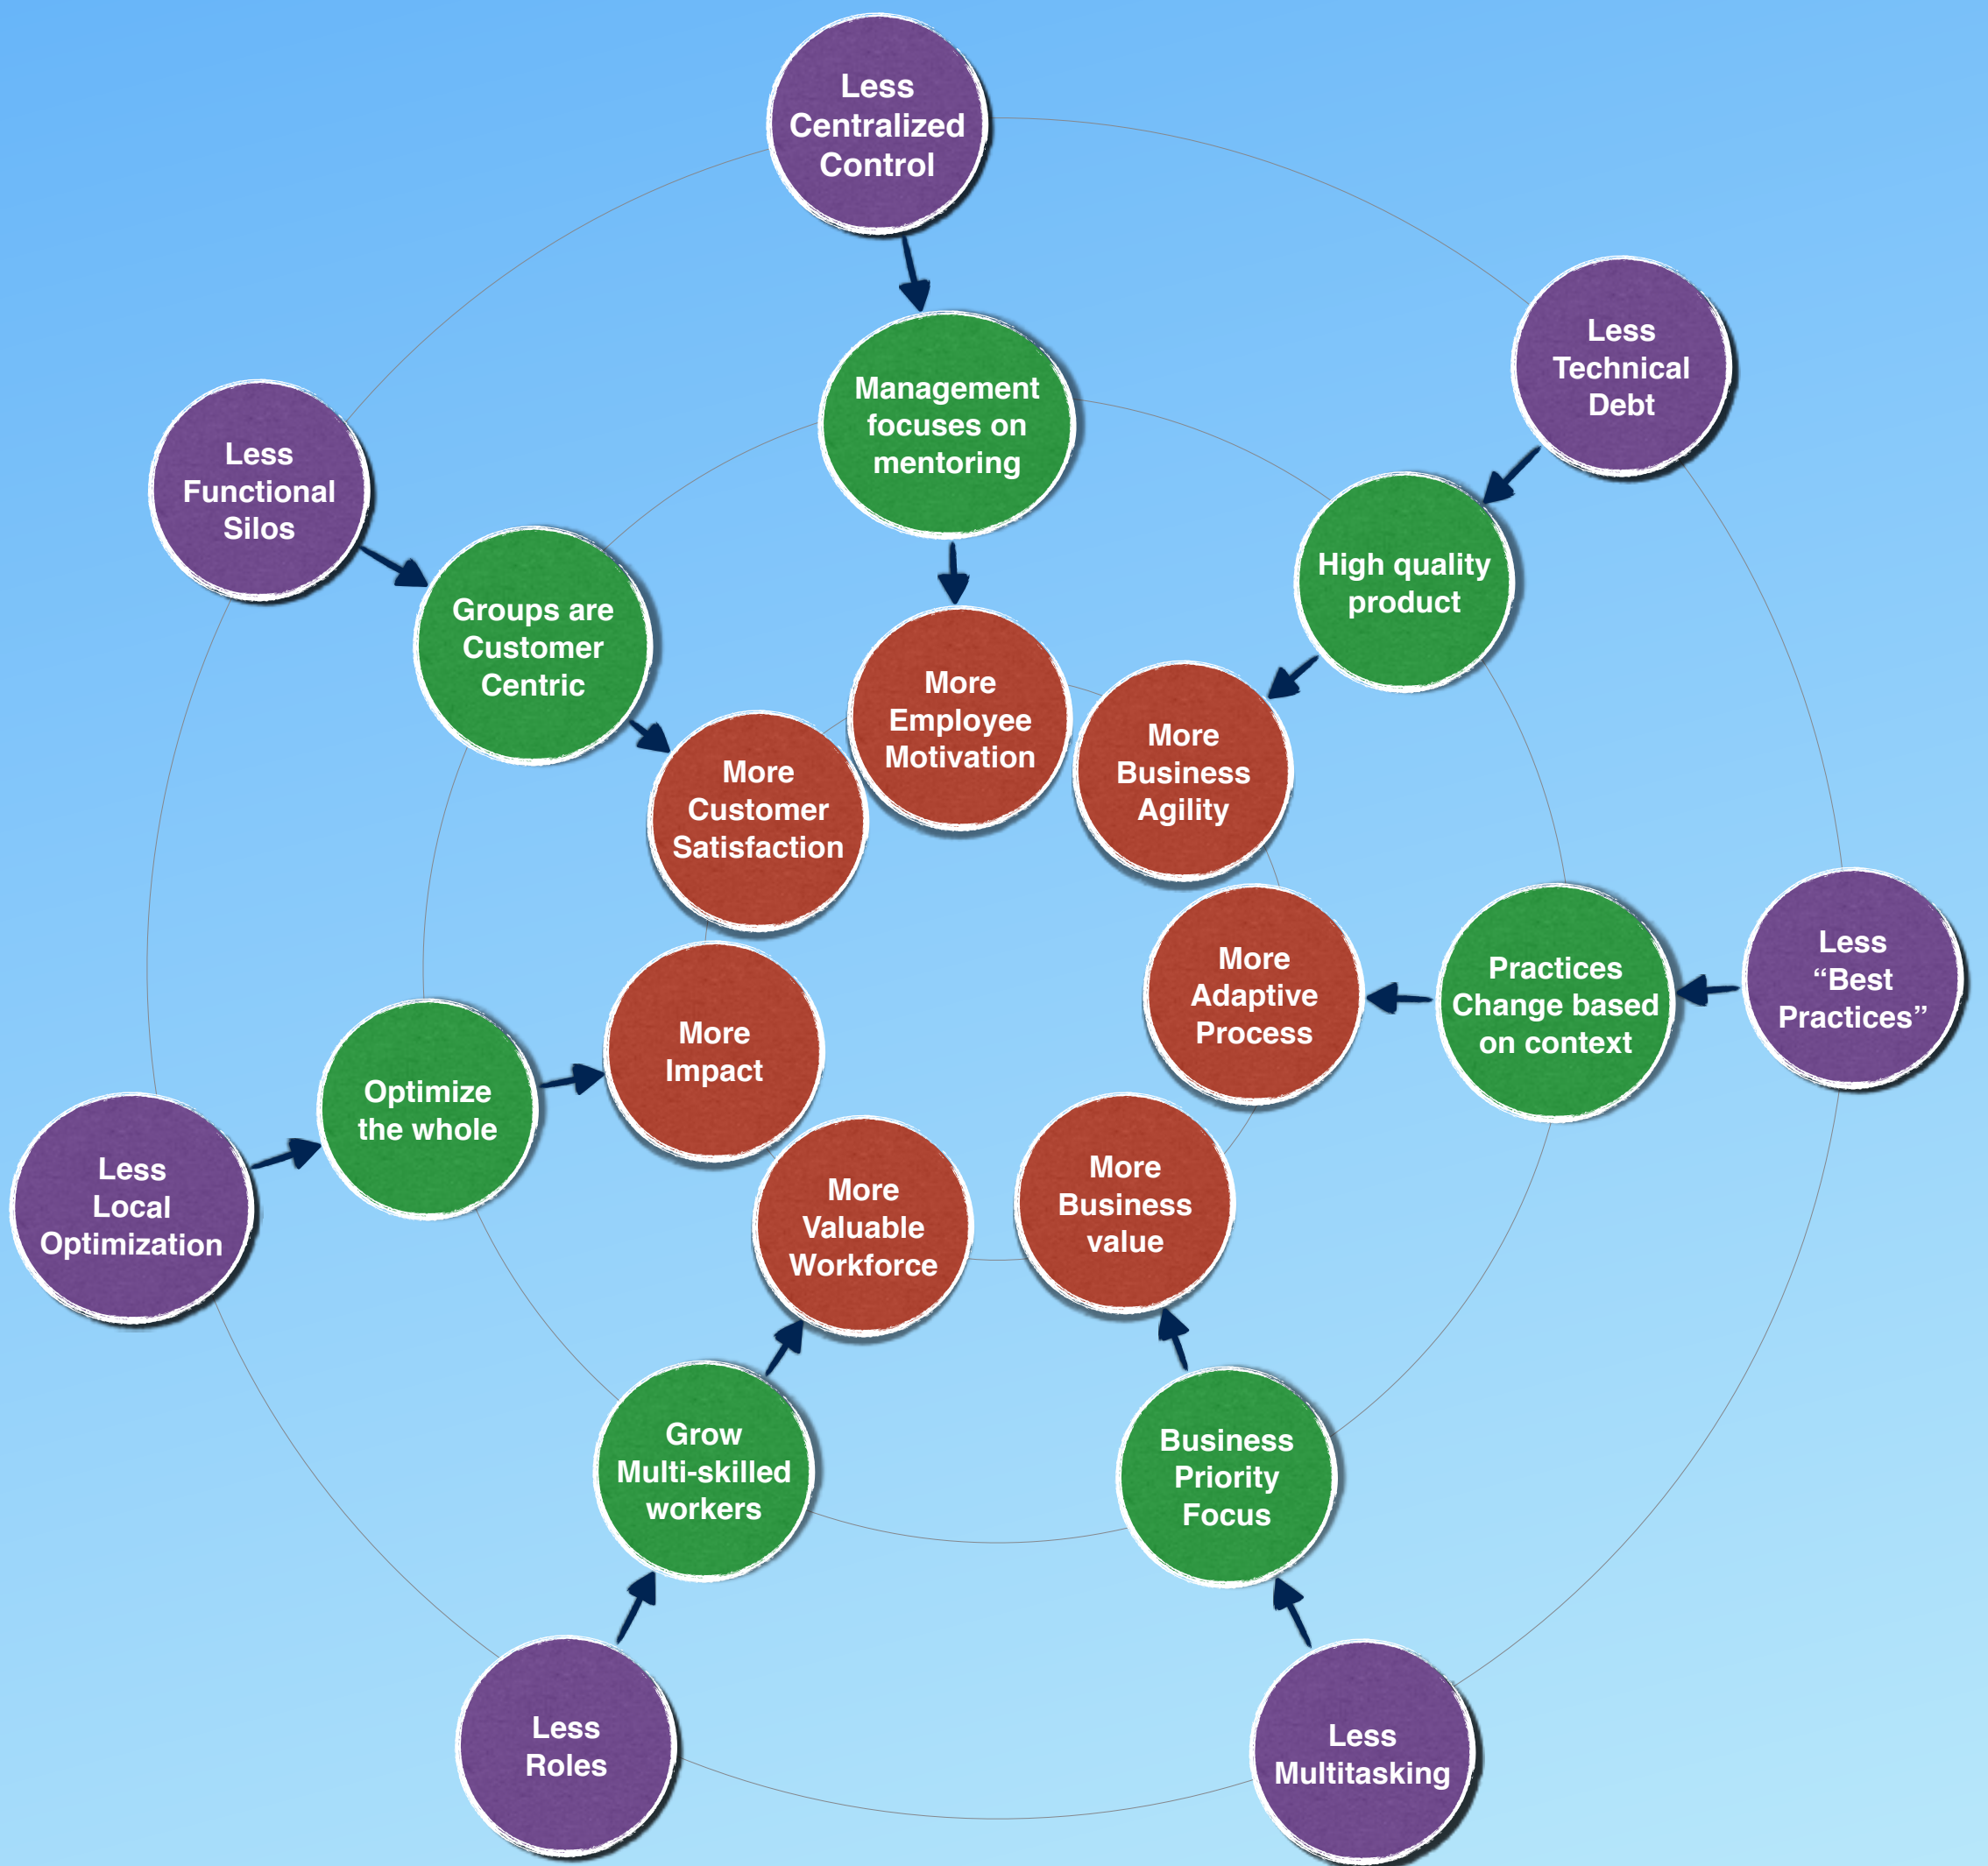 Less
Centralized
Control
Less
Technical
Debt
Less
Functional
Silos
Management
focuses on
mentoring
High quality
product
Groups are
Customer
Centric
More
Employee
Motivation
More
Business
Agility
More
Customer
Satisfaction
Less
“Best
Practices”
Practices
Change based
on context
More
Adaptive
Process
More
Impact
Optimize
the whole
Less
Local
Optimization
More
Valuable
Workforce
More
Business
value
Grow
Multi-skilled
workers
Business
Priority
Focus
Less
Roles
Less
Multitasking